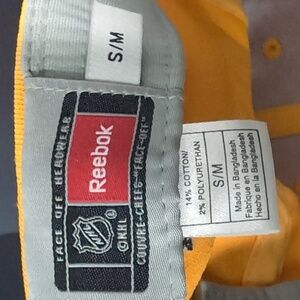 S/M
FACE OFF HEADWEAR
Reebok
NHL
©NHL
COUVRE-CHEFS "FACE-OFF"
14% COTTON/
2% POLYURETHAN
S/M
Made in Bangladesh
Fabriqué en Bangladesh
Hecho en la Bangladesh